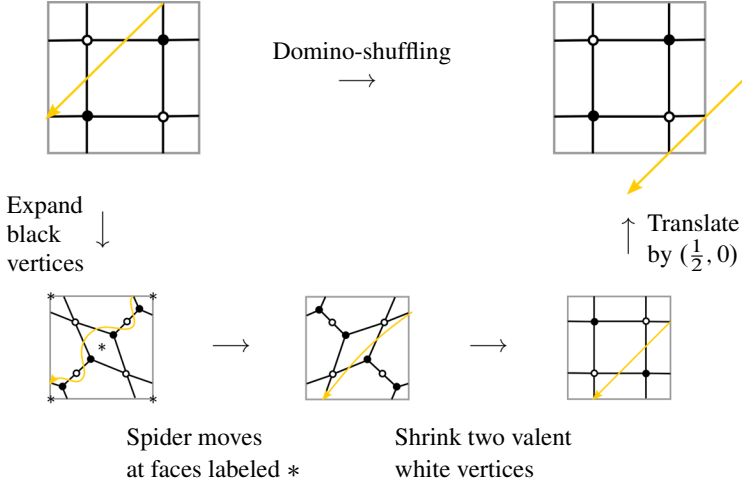 Domino-shuffling
→
Expand
black
vertices
↓
↑
Translate
by (1/2, 0)
* *
*
* *
→
→
Spider moves
at faces labeled *
Shrink two valent
white vertices